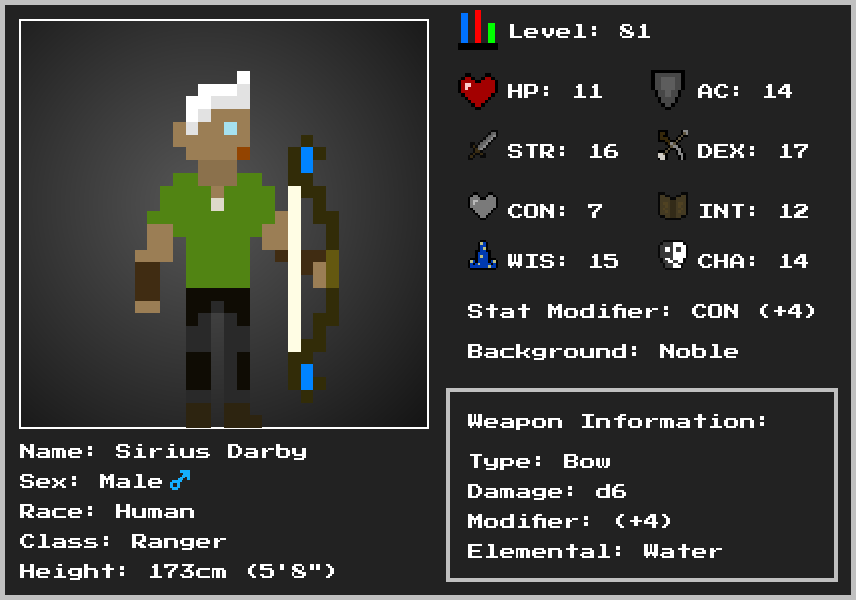 Level: 81
HP: 11
AC: 14
STR: 16
DEX: 17
CON: 7
INT: 12
WIS: 15
CHA: 14
Stat Modifier: CON (+4)
Background: Noble
Weapon Information:
Type: Bow
Damage: d6
Modifier: (+4)
Elemental: Water
Name: Sirius Darby
Sex: Male♂
Race: Human
Class: Ranger
Height: 173cm (5'8")